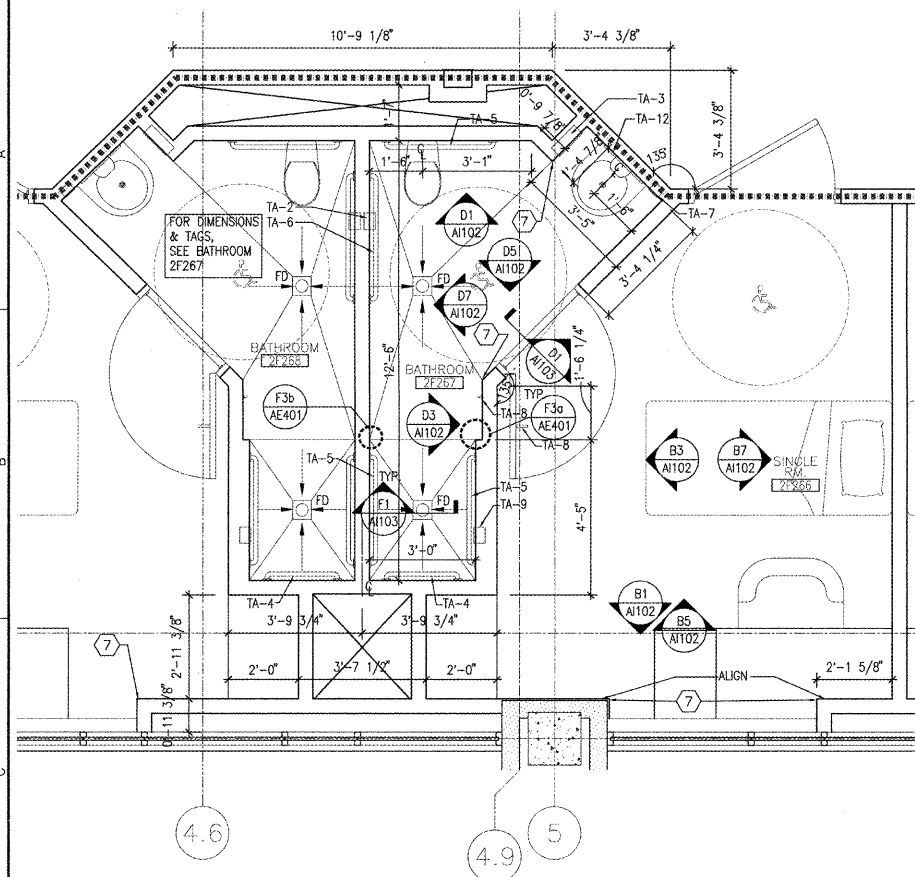 10'-9 1/8"
3'-4 3/8"
0'-9 7/8"
TA-3
TA-5
TA-12
3'-4 3/8"
A
1'-6"
3'-1"
1'-4 7/8"
135°
TA-2
TA-6
FOR DIMENSIONS
& TAGS,
SEE BATHROOM
2F267
D1
AI102
7
1'-6"
TA-7
3'-5"
D5
AI102
3'-4 1/4"
FD
FD
D7
AI102
BATHROOM
2F268
12'-6"
BATHROOM
2F267
7
D1
AI103
1'-6 1/4"
135°
TYP
F3b
AE401
D3
AI102
TA-8
F3a
AE401
TA-8
B
B3
AI102
B7
AI102
SINGLE
RM.
2F266
TA-5
TYP
TA-5
FD
F1
AI103
FD
TA-9
4'-5"
3'-0"
TA-4
TA-4
B1
AI102
B5
AI102
3'-9 3/4"
3'-9 3/4"
2'-11 3/8"
7
2'-0"
3'-7 1/2"
2'-0"
ALIGN
2'-1 5/8"
7
0'-11 3/8"
C
4.6
4.9
5